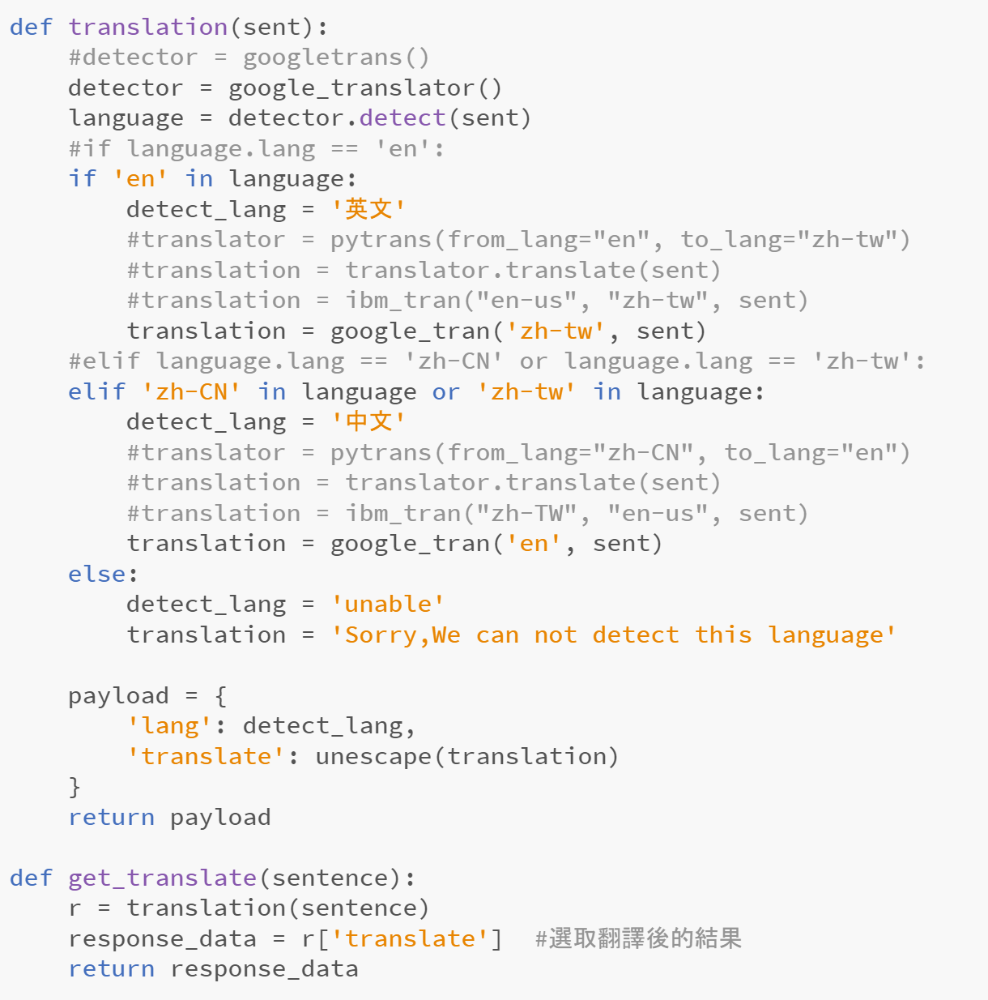 def translation(sent):
    #detector = googletrans()
    detector = google_translator()
    language = detector.detect(sent)
    #if language.lang == 'en':
    if 'en' in language:
        detect_lang = '英文'
        #translator = pytrans(from_lang="en", to_lang="zh-tw")
        #translation = translator.translate(sent)
        #translation = ibm_tran("en-us", "zh-tw", sent)
        translation = google_tran('zh-tw', sent)
    #elif language.lang == 'zh-CN' or language.lang == 'zh-tw':
    elif 'zh-CN' in language or 'zh-tw' in language:
        detect_lang = '中文'
        #translator = pytrans(from_lang="zh-CN", to_lang="en")
        #translation = translator.translate(sent)
        #translation = ibm_tran("zh-TW", "en-us", sent)
        translation = google_tran('en', sent)
    else:
        detect_lang = 'unable'
        translation = 'Sorry,We can not detect this language'

    payload = {
        'lang': detect_lang,
        'translate': unescape(translation)
    }
    return payload

def get_translate(sentence):
    r = translation(sentence)
    response_data = r['translate']  #選取翻譯後的結果
    return response_data